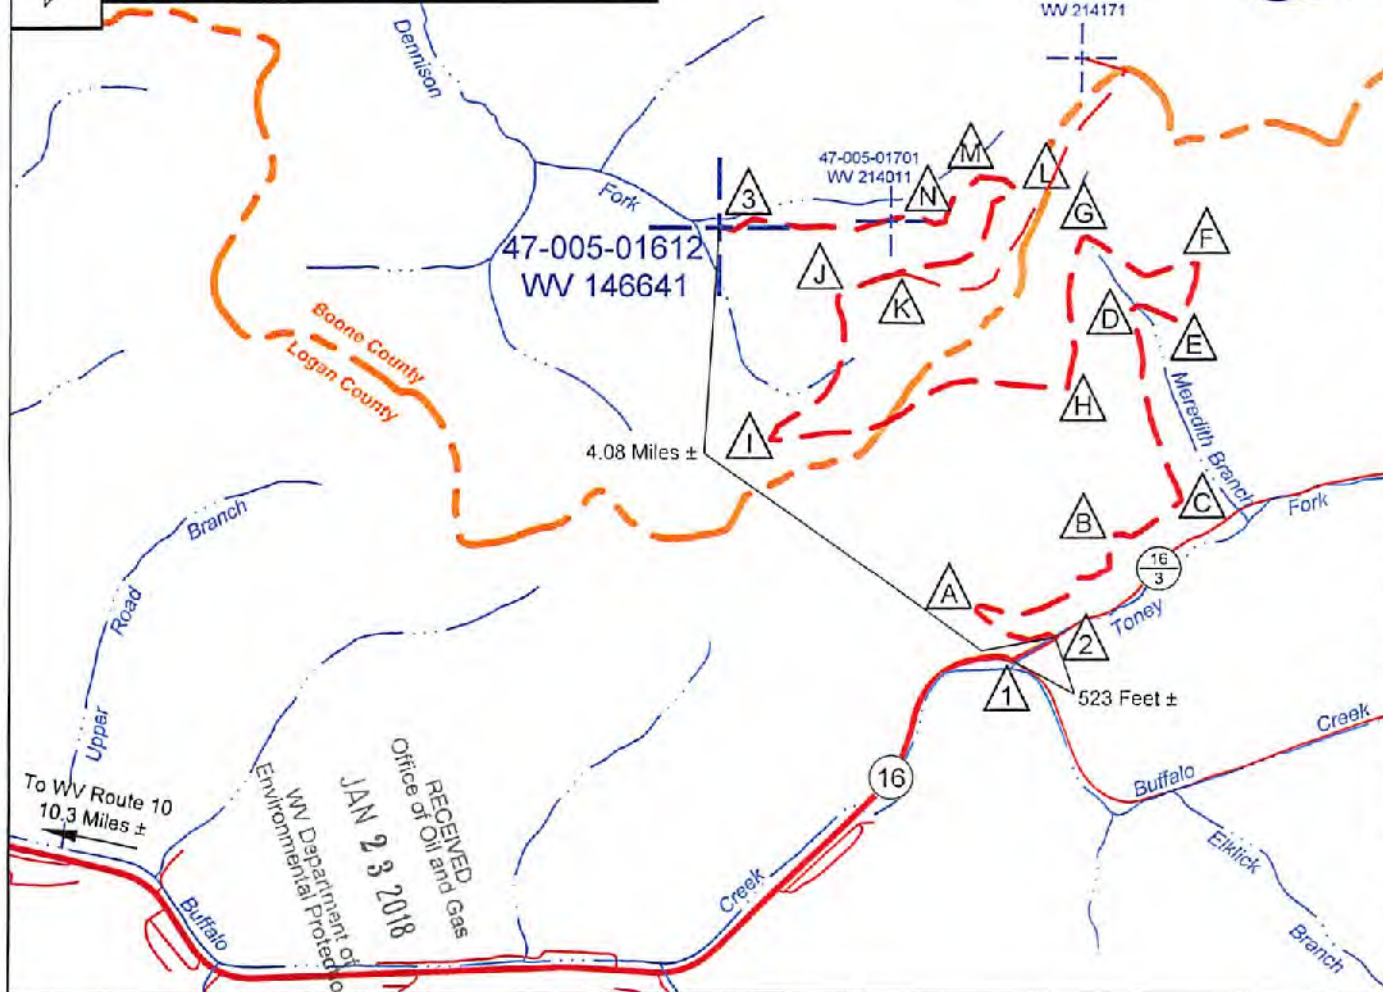 WV 214171
Dennison
Fork
47-005-01701
WV 214011
M
L
N
3
G
F
47-005-01612
WV 146641
J
K
D
E
Boone County
Logan County
H
Meredith Branch
I
4.08 Miles ±
C
B
Fork
Upper Road Branch
16
3
A
Toney
2
1
523 Feet ±
Creek
16
Buffalo
To WV Route 10
10.3 Miles ±
Elklick
Branch
Creek
Buffalo
RECEIVED
Office of Oil and Gas
JAN 23 2018
WV Department of
Environmental Protectio